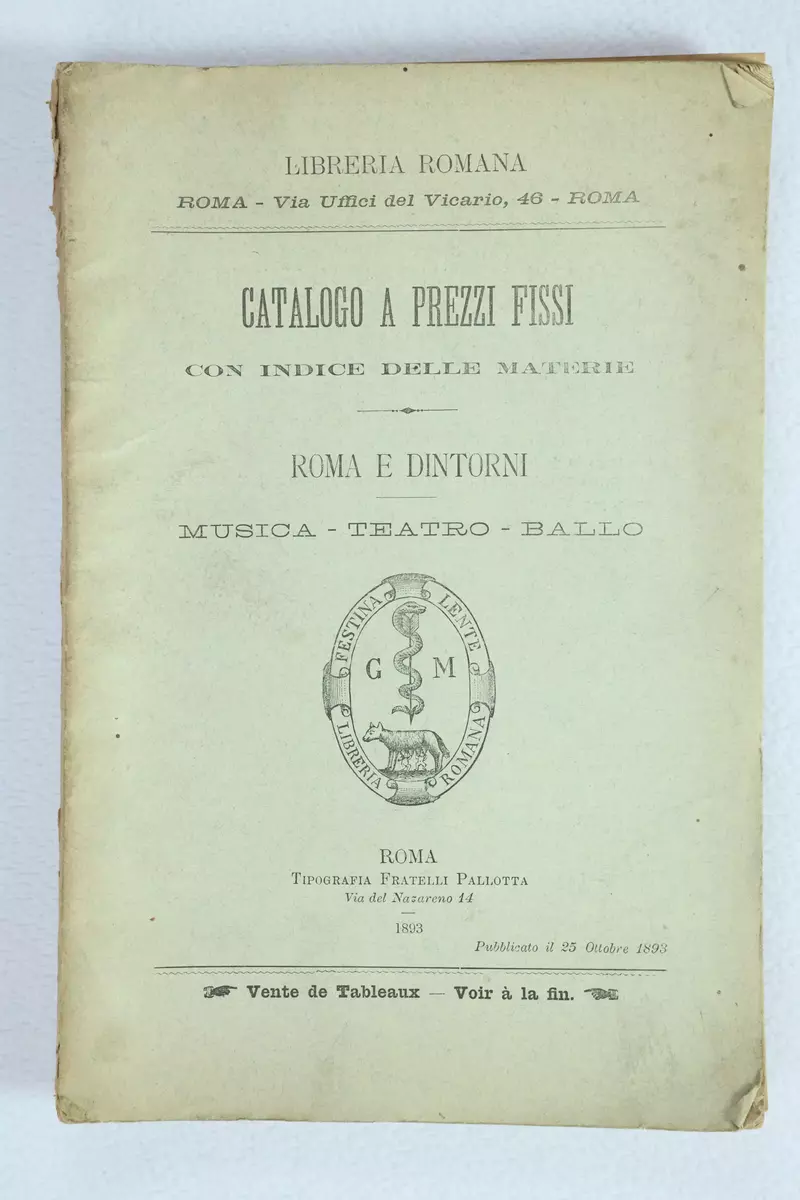 LIBRERIA ROMANA
ROMA - Via Uffici del Vicario, 46 - ROMA
CATALOGO A PREZZI FISSI
CON INDICE DELLE MATERIE
ROMA E DINTORNI
MUSICA - TEATRO - BALLO
FESTINA LENTE
G M
LIBRERIA ROMANA
ROMA
TIPOGRAFIA FRATELLI PALLOTTA
Via del Nazareno 14
1893
Pubblicato il 25 Ottobre 1893
Vente de Tableaux — Voir à la fin.